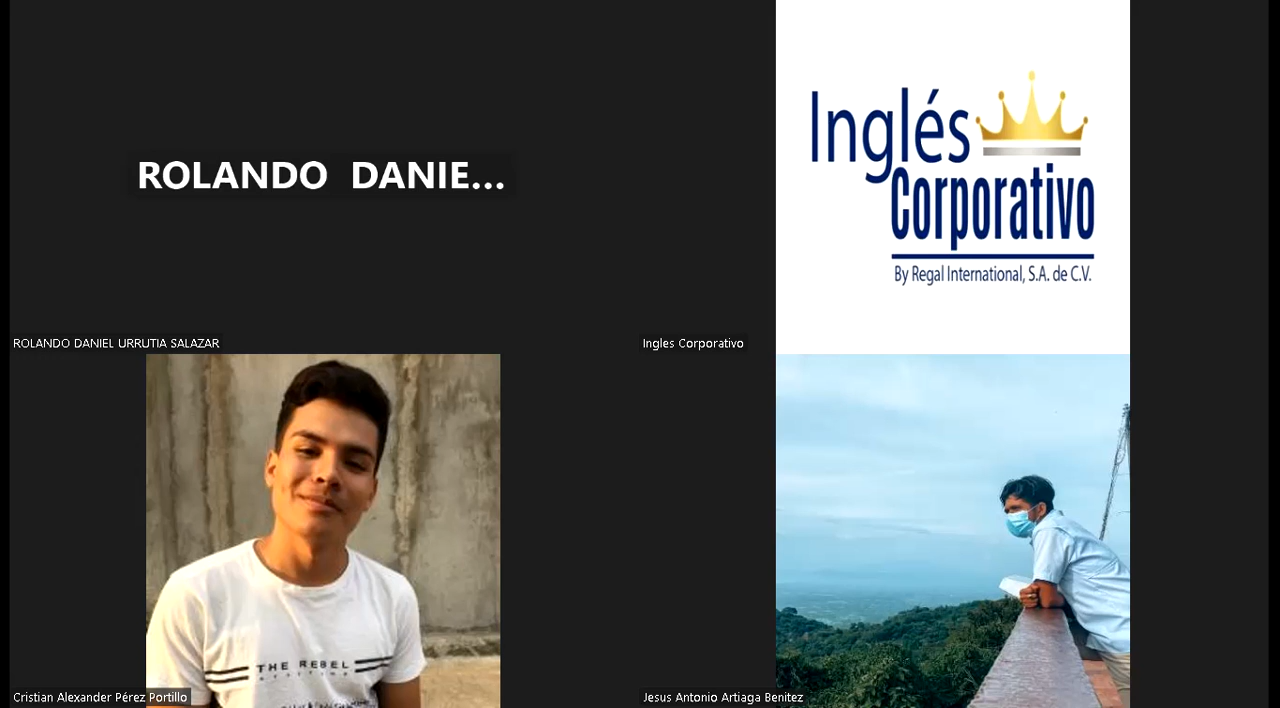 ROLANDO DANIE...
Inglés
Corporativo
By Regal International, S.A. de C.V.
ROLANDO DANIEL URRUTIA SALAZAR
Ingles Corporativo
THE REBEL
Cristian Alexander Pérez Portillo
Jesus Antonio Artiaga Benitez